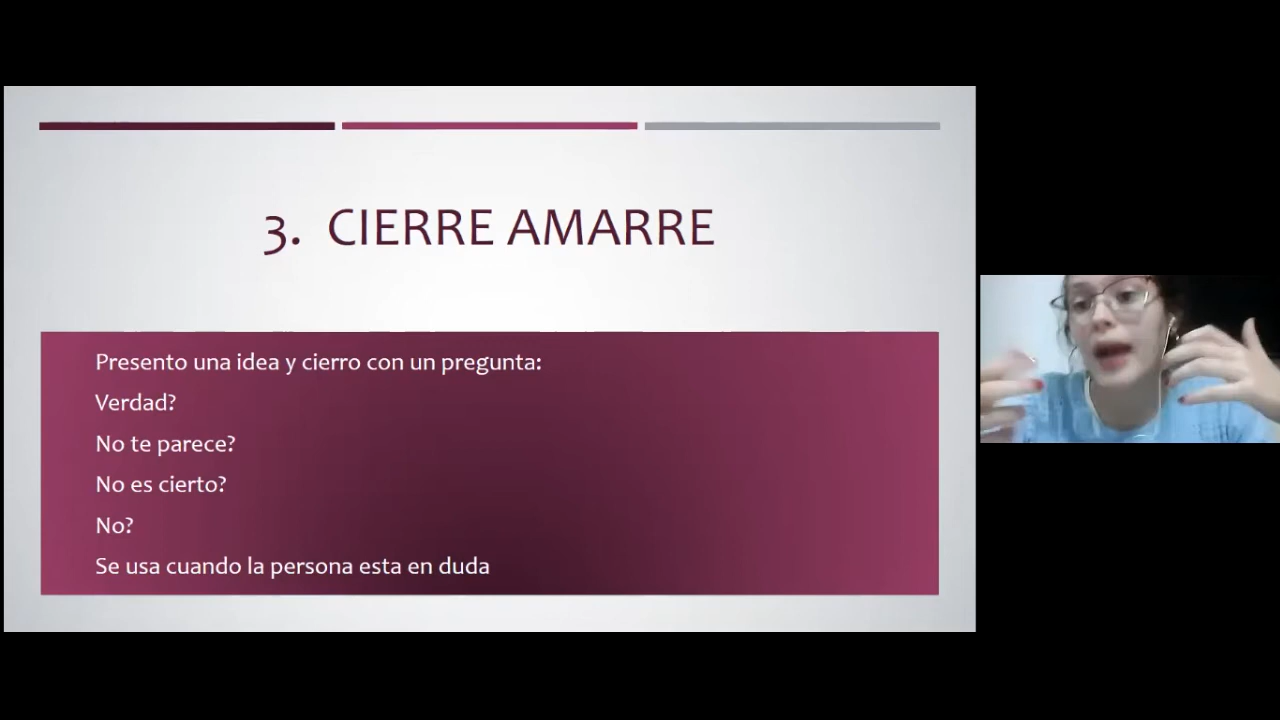 3. CIERRE AMARRE
Presento una idea y cierro con un pregunta:
Verdad?
No te parece?
No es cierto?
No?
Se usa cuando la persona esta en duda